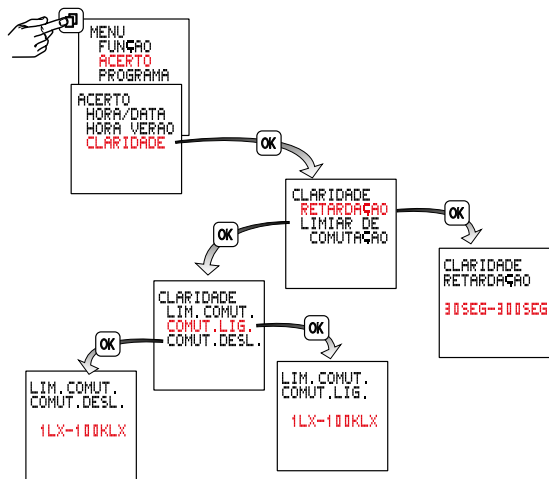 MENU
FUNÇAO
ACERTO
PROGRAMA
ACERTO
HORA/DATA
HORA VERAO
CLARIDADE
OK
CLARIDADE
RETARDAÇAO
LIMIAR DE
COMUTAÇAO
OK
OK
CLARIDADE
RETARDAÇAO
30SEG-300SEG
CLARIDADE
LIM.COMUT.
COMUT.LIG.
COMUT.DESL.
OK
OK
LIM.COMUT.
COMUT.DESL.
1LX-100KLX
LIM.COMUT.
COMUT.LIG.
1LX-100KLX